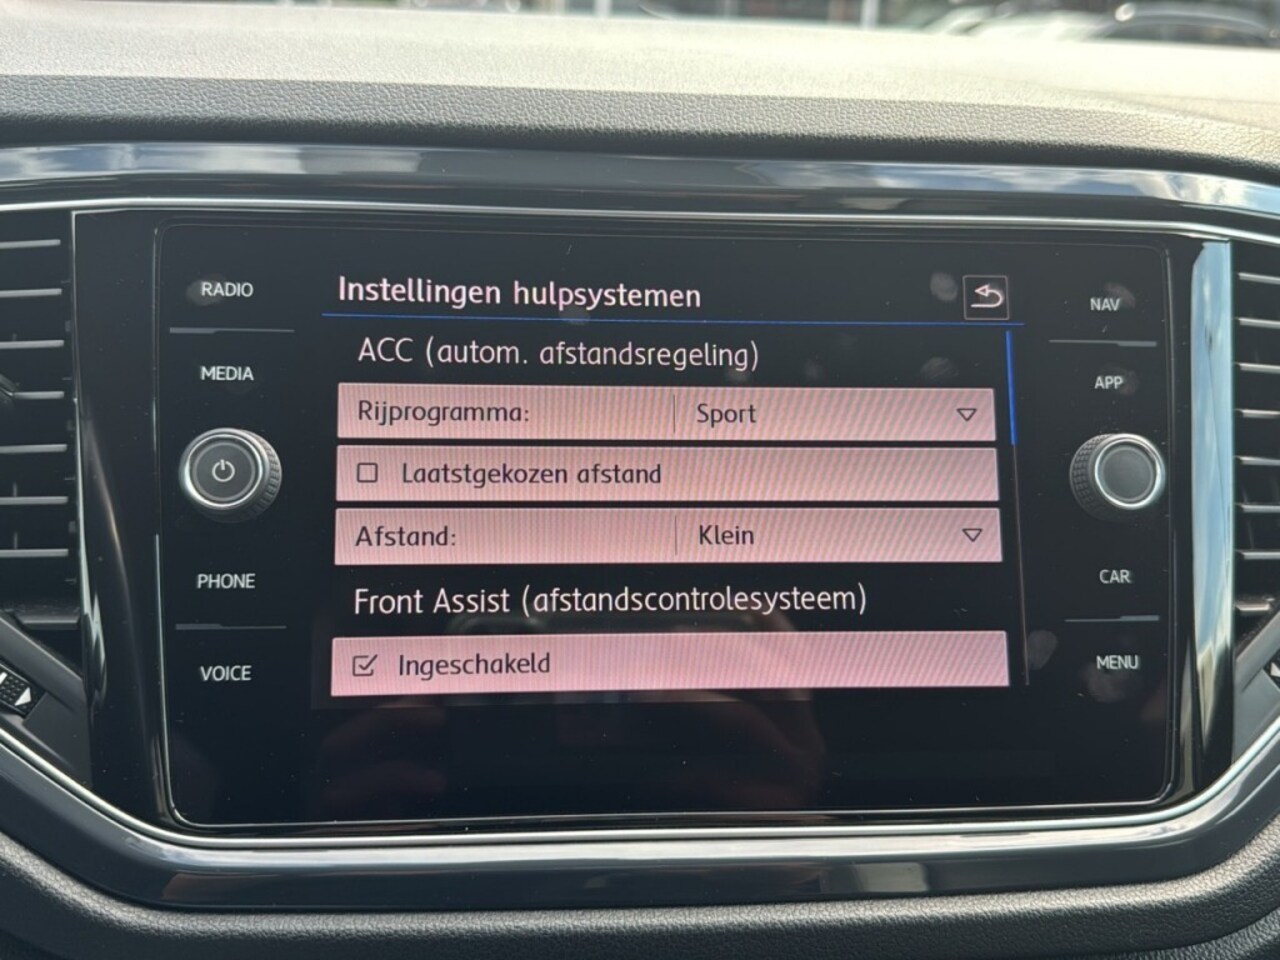 RADIO
MEDIA
PHONE
VOICE
Instellingen hulpsystemen
ACC (autom. afstandsregeling)
Rijprogramma: Sport
Laatstgekozen afstand
Afstand: Klein
Front Assist (afstandscontrolesysteem)
Ingeschakeld
NAV
APP
CAR
MENU